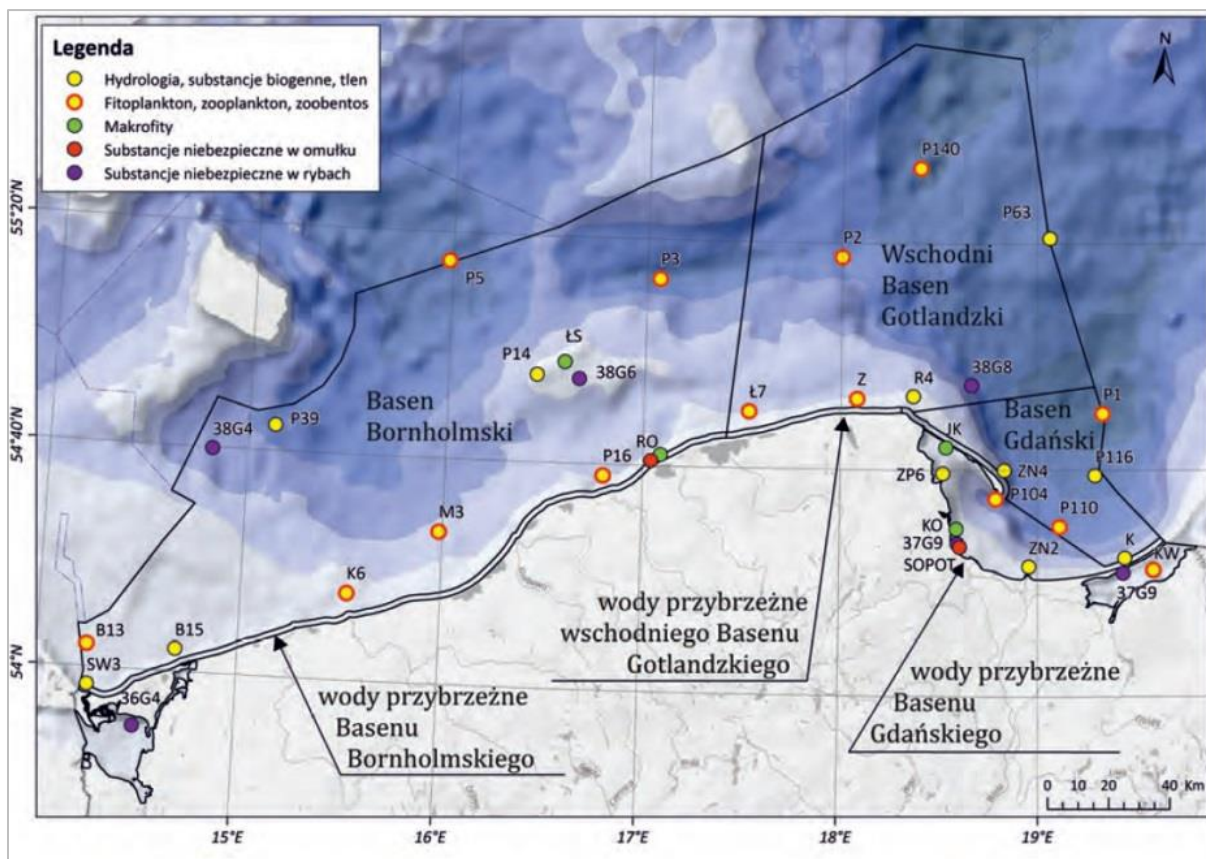 Legenda
Hydrologia, substancje biogenne, tlen
Fitoplankton, zooplankton, zoobentos
Makrofity
Substancje niebezpieczne w omułku
Substancje niebezpieczne w rybach
N
55°20'N
54°40'N
54°N
P140
P63
P2
P3
P5
Wschodni
Basen
Gotlandzki
ŁS
P14
38G6
38G8
Ł7
Z
R4
P1
38G4
P39
Basen
Bornholmski
Basen
Gdański
RO
JK
P16
ZP6
ZN4
P116
P104
P110
M3
KO
37G9
SOPOT
ZN2
K
KW
37G9
K6
B13
B15
SW3
36G4
wody przybrzeżne
wschodniego Basenu
Gotlandzkiego
wody przybrzeżne
Basenu
Bornholmskiego
wody przybrzeżne
Basenu
Gdańskiego
0 10 20 40 Km
15°E
16°E
17°E
18°E
19°E